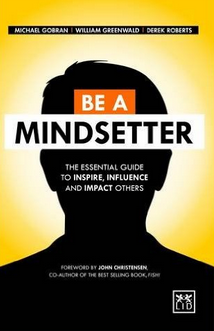 MICHAEL GOBRAN | WILLIAM GREENWALD | DEREK ROBERTS
BE A
MINDSETTER
THE ESSENTIAL GUIDE
TO INSPIRE, INFLUENCE
AND IMPACT OTHERS
FOREWORD BY JOHN CHRISTENSEN,
CO-AUTHOR OF THE BEST SELLING BOOK, FISH!
LID